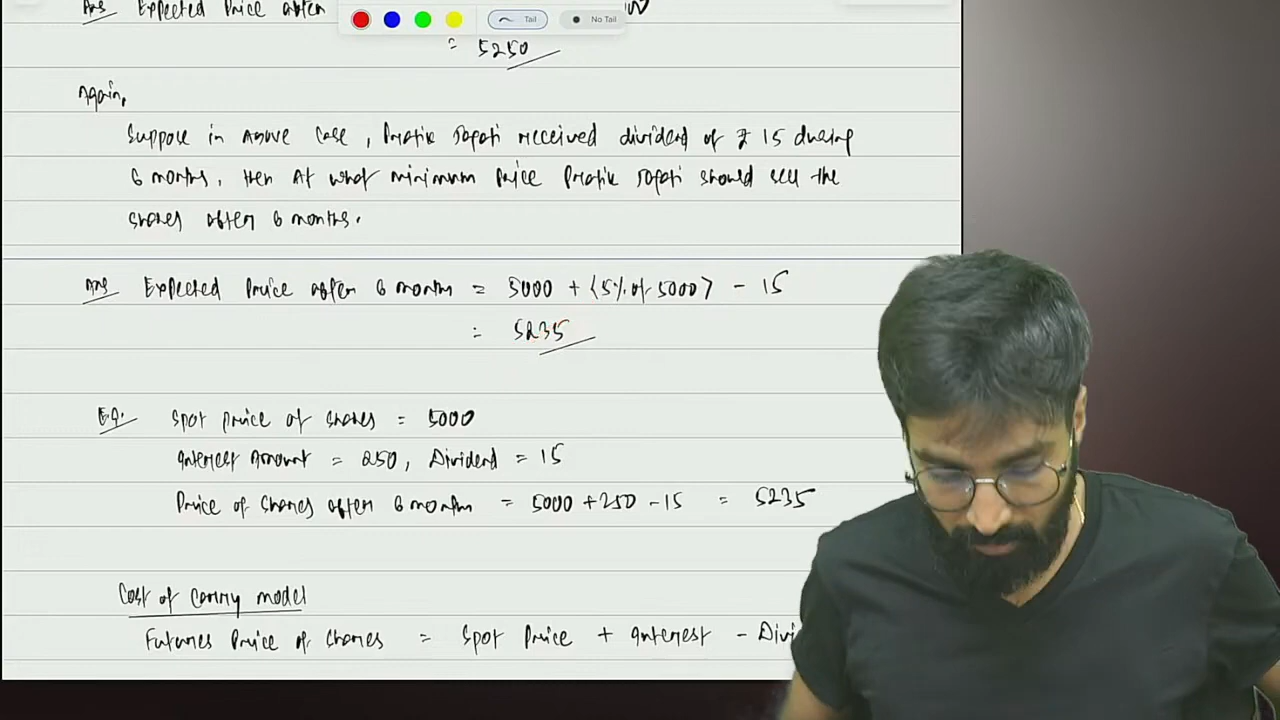 Ans Expected Price after
Tail No Tail
= 5250
Again,
Suppose in Above Case, Pratik received dividend of ₹ 15 during
6 months, then At what minimum Price Pratik should sell the
shares after 6 months.
Ans Expected Price after 6 months = 5000 + (5% of 5000) - 15
= 5235
Eg. Spot price of shares = 5000
Interest Amount = 250, Dividend = 15
Price of shares after 6 months = 5000 + 250 - 15 = 5235
Cost of carry model
Futures Price of shares = Spot Price + Interest - Divi